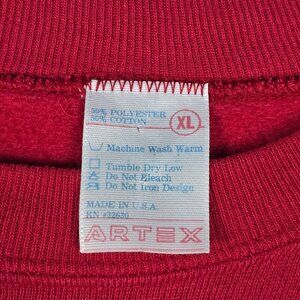 50% POLYESTER
50% COTTON
XL
Machine Wash Warm
Tumble Dry Low
Do Not Bleach
Do Not Iron Design
MADE IN U.S.A.
RN #32636
ARTEX